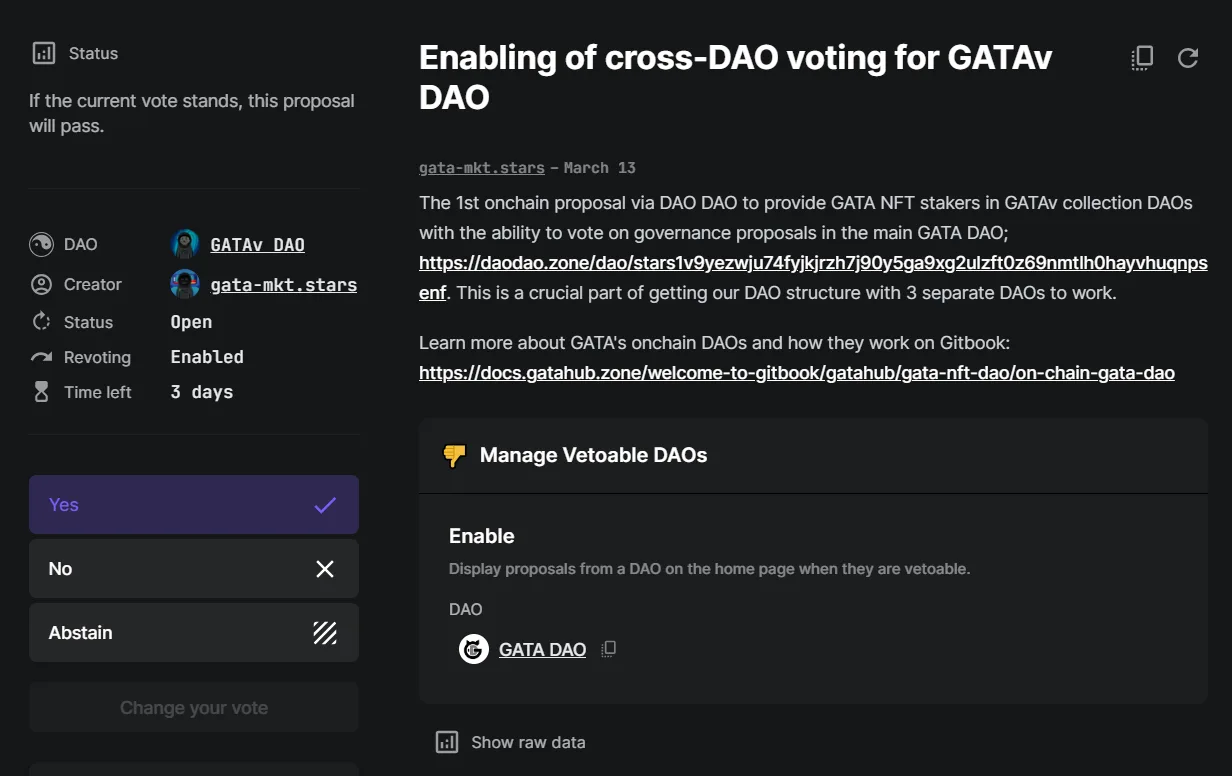 Status
If the current vote stands, this proposal
will pass.
DAO GATAv DAO
Creator gata-mkt.stars
Status Open
Revoting Enabled
Time left 3 days
Yes
No
Abstain
Change your vote
Enabling of cross-DAO voting for GATAv
DAO
gata-mkt.stars – March 13
The 1st onchain proposal via DAO DAO to provide GATA NFT stakers in GATAv collection DAOs
with the ability to vote on governance proposals in the main GATA DAO;
https://daodao.zone/dao/stars1v9yezwju74fyjkjrzh7j90y5ga9xg2ulzft0z69nmtlh0hayvhuqnps
enf. This is a crucial part of getting our DAO structure with 3 separate DAOs to work.
Learn more about GATA's onchain DAOs and how they work on Gitbook:
https://docs.gatahub.zone/welcome-to-gitbook/gatahub/gata-nft-dao/on-chain-gata-dao
Manage Vetoable DAOs
Enable
Display proposals from a DAO on the home page when they are vetoable.
DAO
GATA DAO
Show raw data